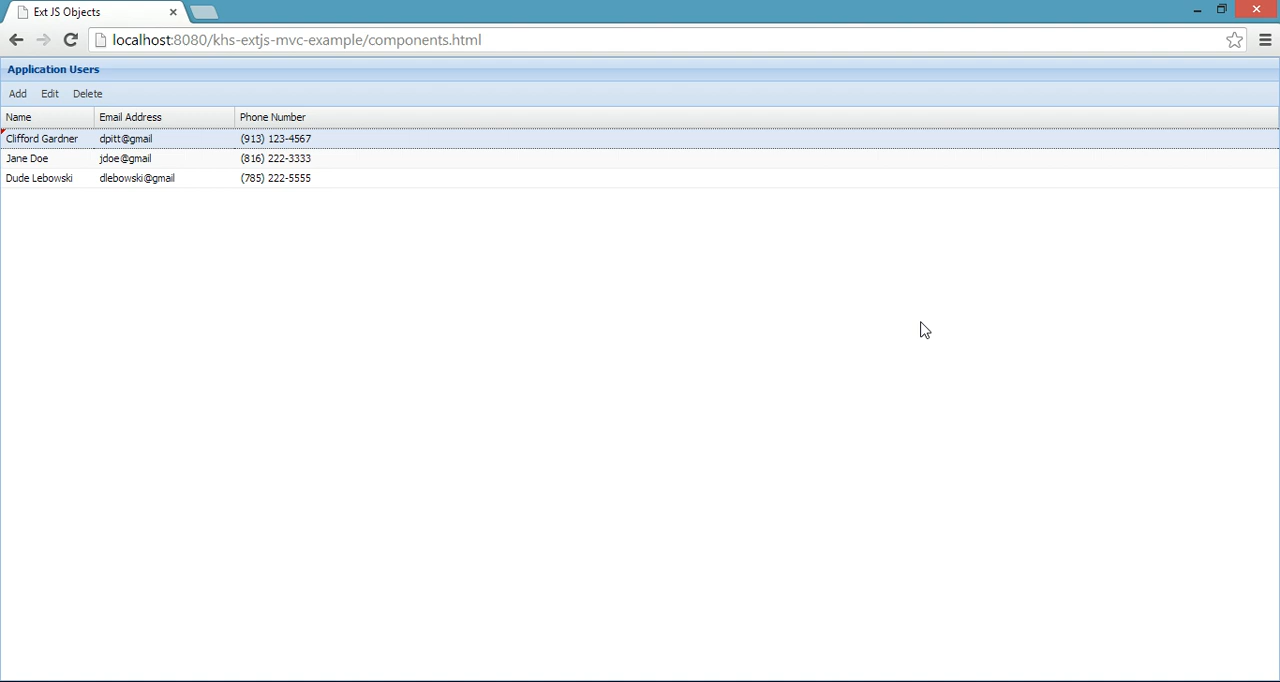 Ext JS Objects
localhost:8080/khs-extjs-mvc-example/components.html
Application Users
Add Edit Delete
Name Email Address Phone Number
Clifford Gardner dpitt@gmail (913) 123-4567
Jane Doe jdoe@gmail (816) 222-3333
Dude Lebowski dlebowski@gmail (785) 222-5555